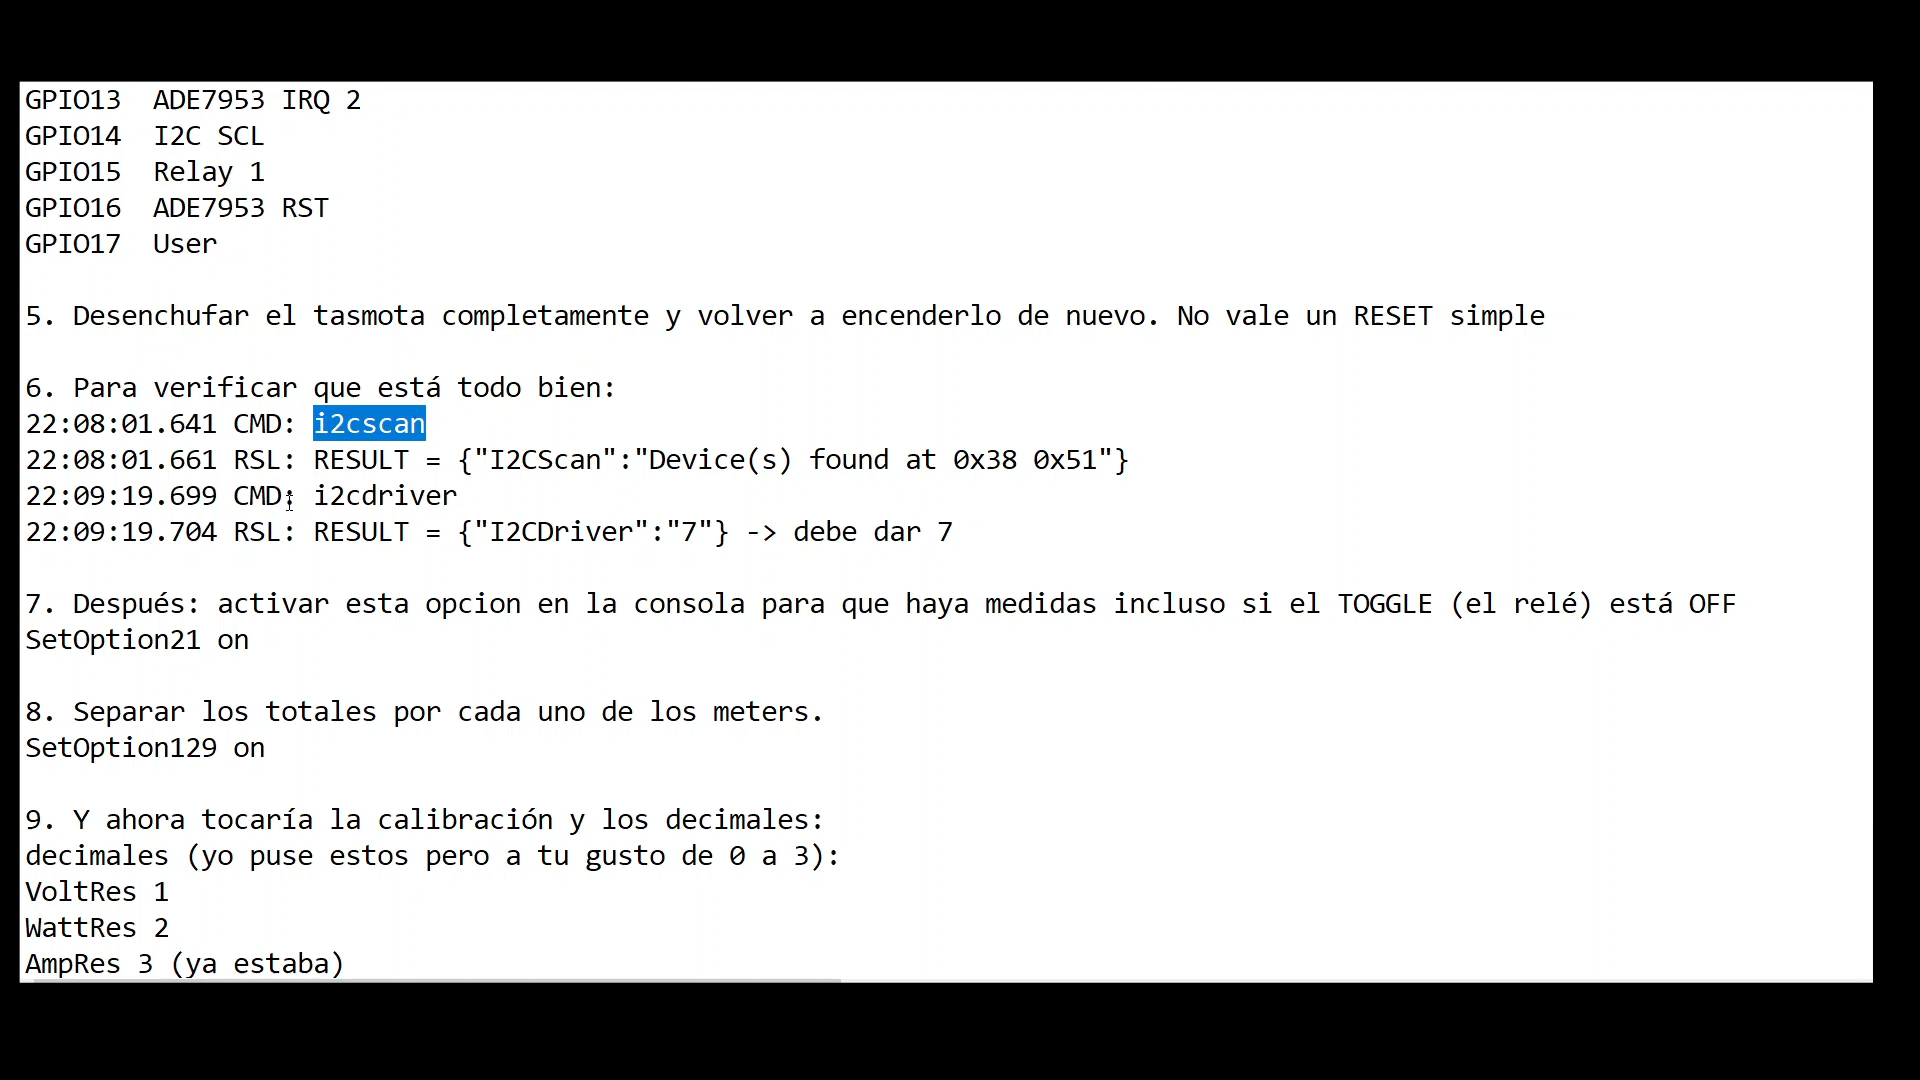 GPIO13  ADE7953 IRQ 2
GPIO14  I2C SCL
GPIO15  Relay 1
GPIO16  ADE7953 RST
GPIO17  User
5. Desenchufar el tasmota completamente y volver a encenderlo de nuevo. No vale un RESET simple
6. Para verificar que está todo bien:
22:08:01.641 CMD: i2cscan
22:08:01.661 RSL: RESULT = {"I2CScan":"Device(s) found at 0x38 0x51"}
22:09:19.699 CMD: i2cdriver
22:09:19.704 RSL: RESULT = {"I2CDriver":"7"} -> debe dar 7
7. Después: activar esta opcion en la consola para que haya medidas incluso si el TOGGLE (el relé) está OFF
SetOption21 on
8. Separar los totales por cada uno de los meters.
SetOption129 on
9. Y ahora tocaría la calibración y los decimales:
decimales (yo puse estos pero a tu gusto de 0 a 3):
VoltRes 1
WattRes 2
AmpRes 3 (ya estaba)